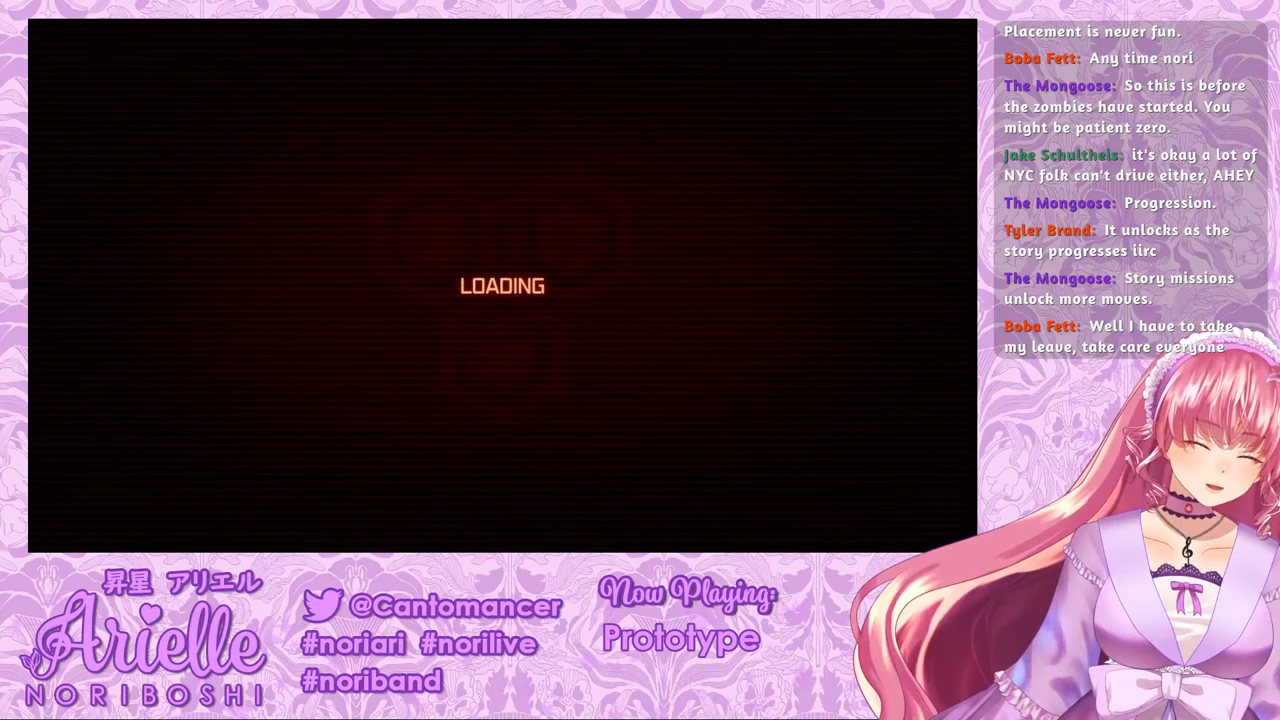 LOADING
Placement is never fun.
Boba Fett: Any time nori
The Mongoose: So this is before
the zombies have started. You
might be patient zero.
Jake Schultheis: it's okay a lot of
NYC folk can't drive either, AHEY
The Mongoose: Progression.
Tyler Brand: It unlocks as the
story progresses iirc
The Mongoose: Story missions
unlock more moves.
Boba Fett: Well I have to take
my leave, take care everyone
昇星 アリエル
Arielle
NORIBOSHI
@Cantomancer
#noriari #norilive
#noriband
Now Playing:
Prototype